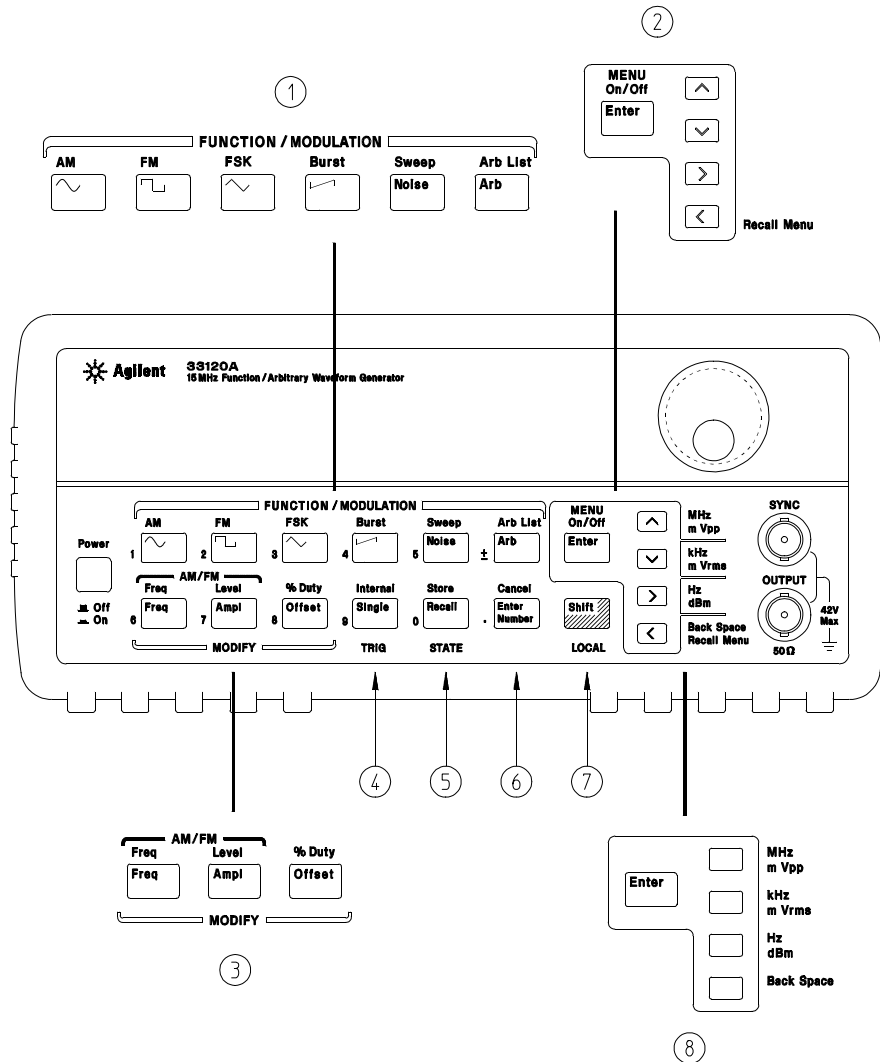 2
1
MENU
On/Off
Enter
Recall Menu
FUNCTION / MODULATION
AM FM FSK Burst Sweep Arb List
Noise Arb
Agilent 33120A
15 MHz Function / Arbitrary Waveform Generator
FUNCTION / MODULATION
AM FM FSK Burst Sweep Arb List
1 2 3 4 5 Noise ± Arb
MENU
On/Off
Enter
MHz
m Vpp
kHz
m Vrms
Hz
dBm
Back Space
Recall Menu
SYNC
OUTPUT
42V
Max
50Ω
Power
Off
On
AM/FM
Freq Level % Duty Internal Store Cancel
6 Freq 7 Ampl 8 Offset 9 Single 0 Recall . Enter Number
Shift
MODIFY TRIG STATE LOCAL
4 5 6 7
AM/FM
Freq Level % Duty
Freq Ampl Offset
MODIFY
3
Enter
MHz
m Vpp
kHz
m Vrms
Hz
dBm
Back Space
8